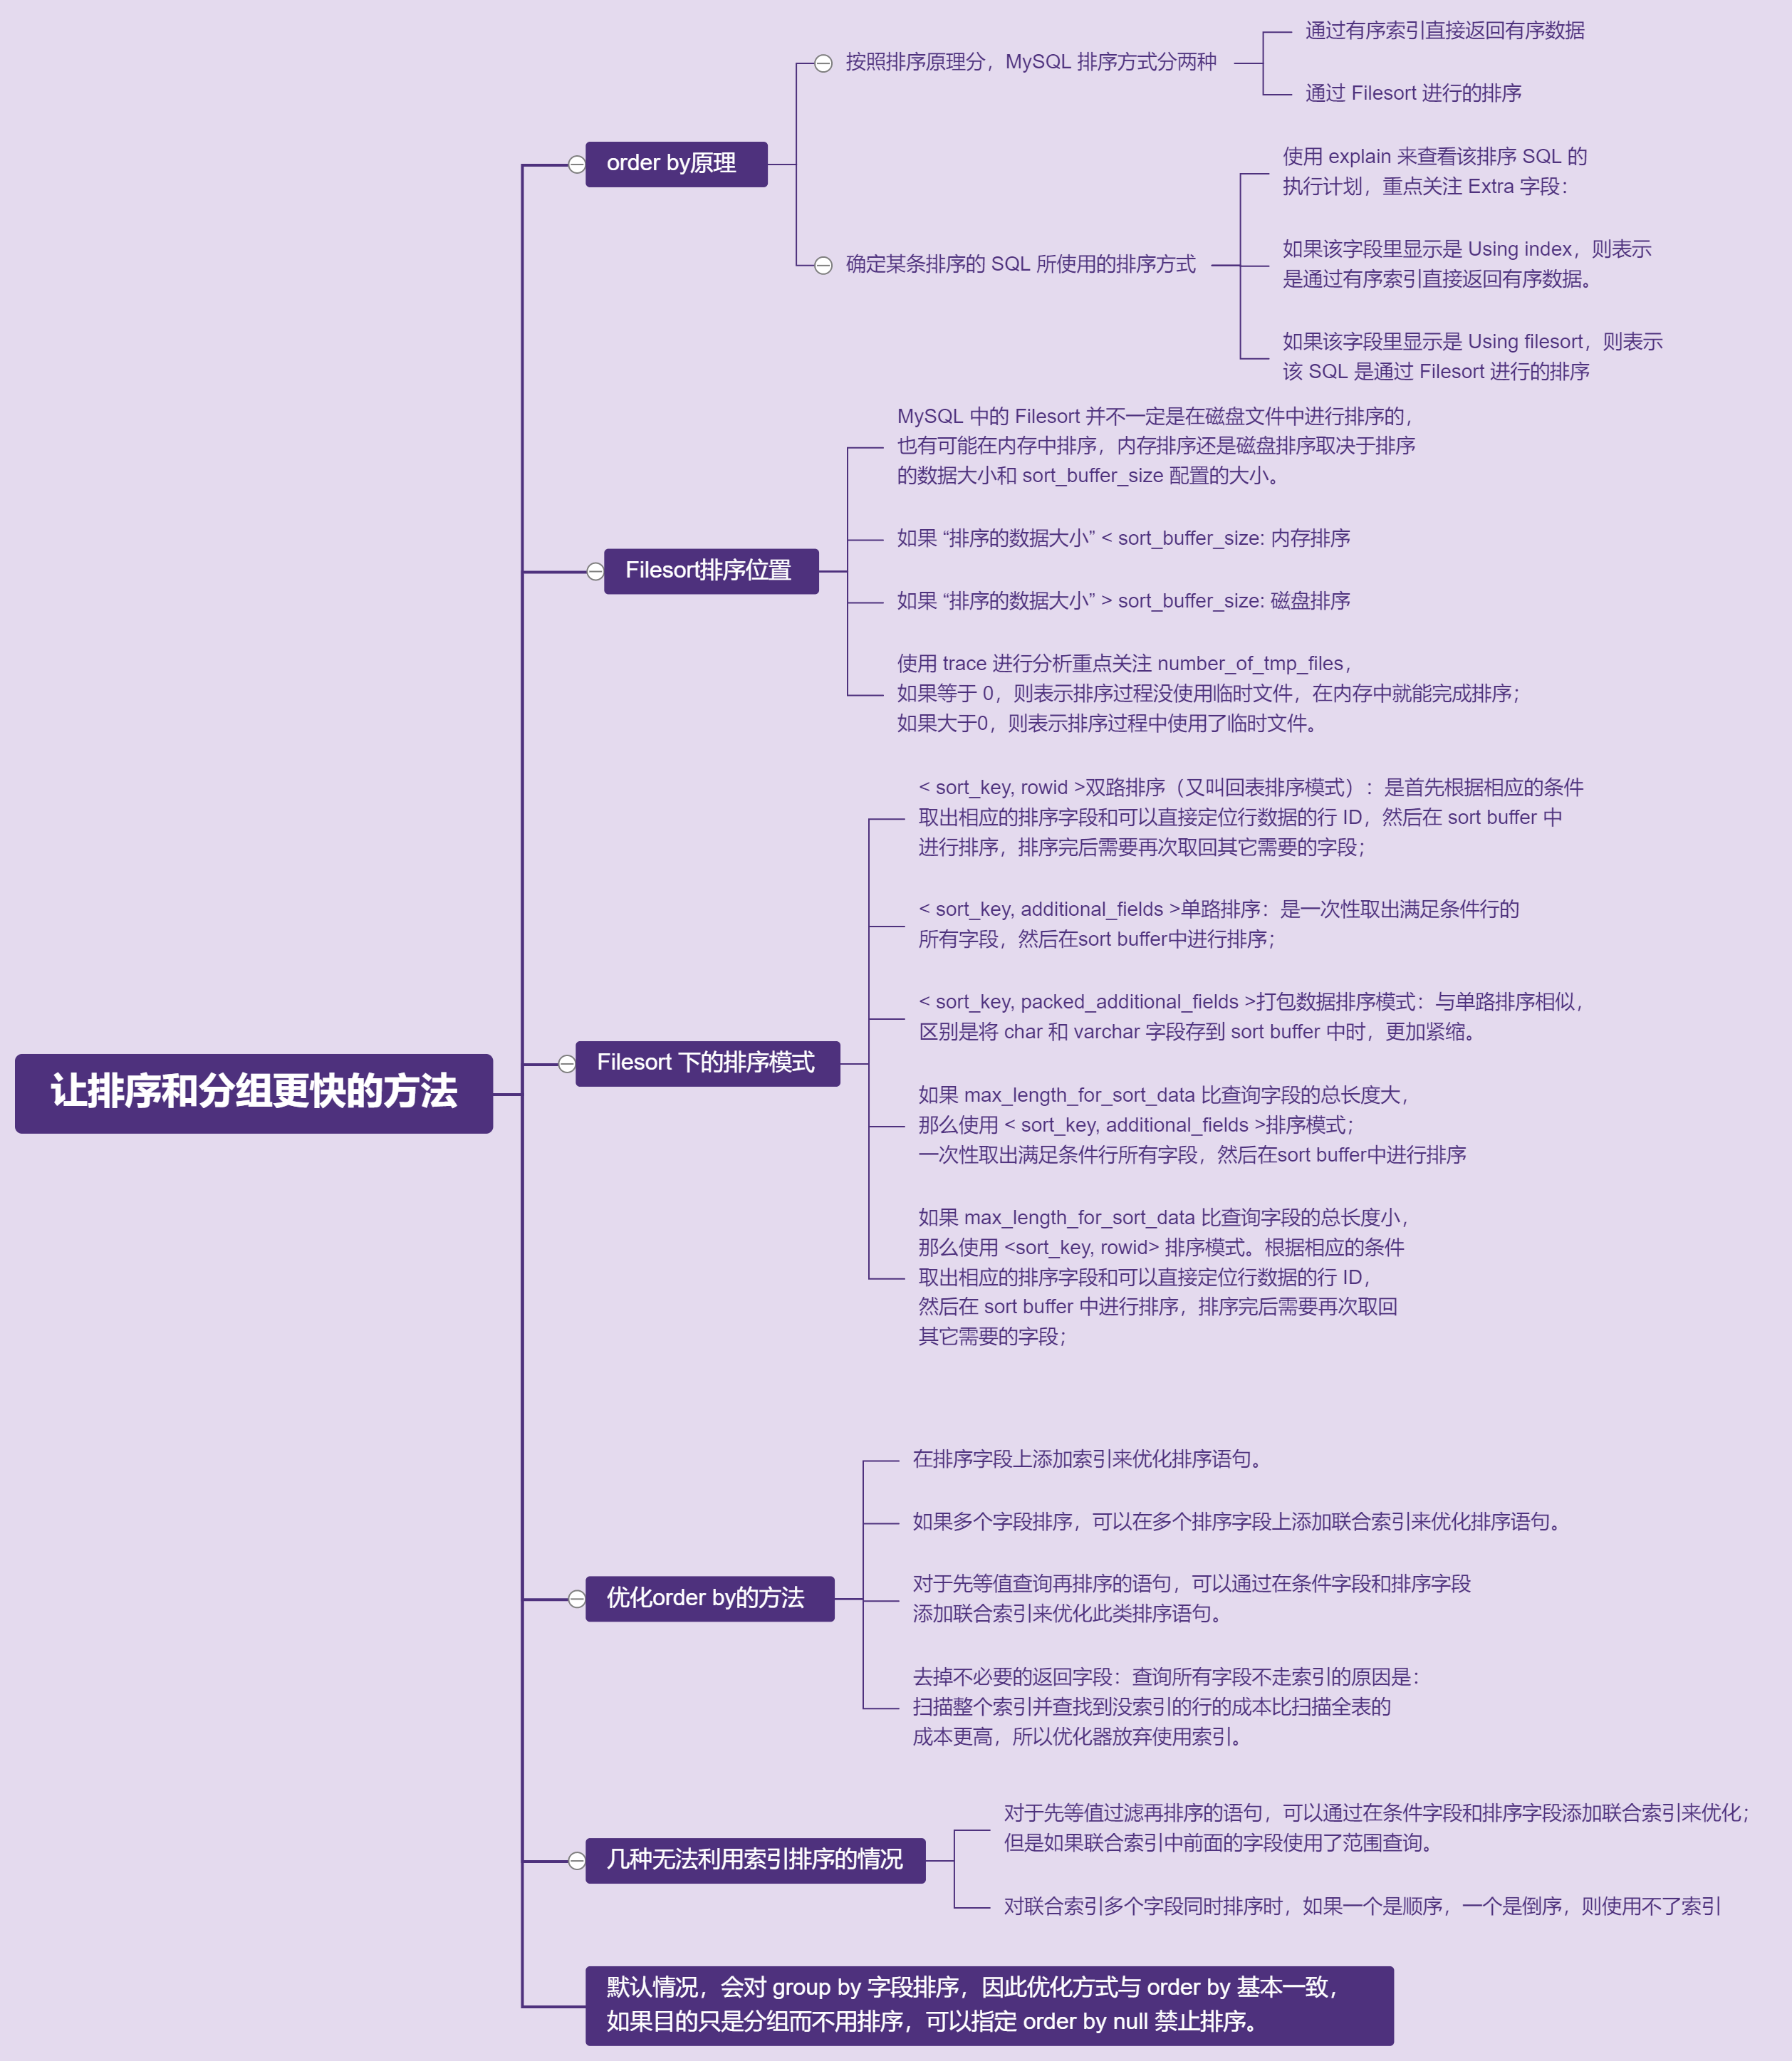 让排序和分组更快的方法
order by原理
按照排序原理分，MySQL 排序方式分两种
通过有序索引直接返回有序数据
通过 Filesort 进行的排序
确定某条排序的 SQL 所使用的排序方式
使用 explain 来查看该排序 SQL 的
执行计划，重点关注 Extra 字段：
如果该字段里显示是 Using index，则表示
是通过有序索引直接返回有序数据。
如果该字段里显示是 Using filesort，则表示
该 SQL 是通过 Filesort 进行的排序
Filesort排序位置
MySQL 中的 Filesort 并不一定是在磁盘文件中进行排序的，
也有可能在内存中排序，内存排序还是磁盘排序取决于排序
的数据大小和 sort_buffer_size 配置的大小。
如果 “排序的数据大小” < sort_buffer_size: 内存排序
如果 “排序的数据大小” > sort_buffer_size: 磁盘排序
使用 trace 进行分析重点关注 number_of_tmp_files，
如果等于 0，则表示排序过程没使用临时文件，在内存中就能完成排序；
如果大于0，则表示排序过程中使用了临时文件。
Filesort 下的排序模式
< sort_key, rowid >双路排序（又叫回表排序模式）：是首先根据相应的条件
取出相应的排序字段和可以直接定位行数据的行 ID，然后在 sort buffer 中
进行排序，排序完后需要再次取回其它需要的字段；
< sort_key, additional_fields >单路排序：是一次性取出满足条件行的
所有字段，然后在sort buffer中进行排序；
< sort_key, packed_additional_fields >打包数据排序模式：与单路排序相似，
区别是将 char 和 varchar 字段存到 sort buffer 中时，更加紧缩。
如果 max_length_for_sort_data 比查询字段的总长度大，
那么使用 < sort_key, additional_fields >排序模式；
一次性取出满足条件行所有字段，然后在sort buffer中进行排序
如果 max_length_for_sort_data 比查询字段的总长度小，
那么使用 <sort_key, rowid> 排序模式。根据相应的条件
取出相应的排序字段和可以直接定位行数据的行 ID，
然后在 sort buffer 中进行排序，排序完后需要再次取回
其它需要的字段；
优化order by的方法
在排序字段上添加索引来优化排序语句。
如果多个字段排序，可以在多个排序字段上添加联合索引来优化排序语句。
对于先等值查询再排序的语句，可以通过在条件字段和排序字段
添加联合索引来优化此类排序语句。
去掉不必要的返回字段：查询所有字段不走索引的原因是：
扫描整个索引并查找到没索引的行的成本比扫描全表的
成本更高，所以优化器放弃使用索引。
几种无法利用索引排序的情况
对于先等值过滤再排序的语句，可以通过在条件字段和排序字段添加联合索引来优化；
但是如果联合索引中前面的字段使用了范围查询。
对联合索引多个字段同时排序时，如果一个是顺序，一个是倒序，则使用不了索引
默认情况，会对 group by 字段排序，因此优化方式与 order by 基本一致，
如果目的只是分组而不用排序，可以指定 order by null 禁止排序。